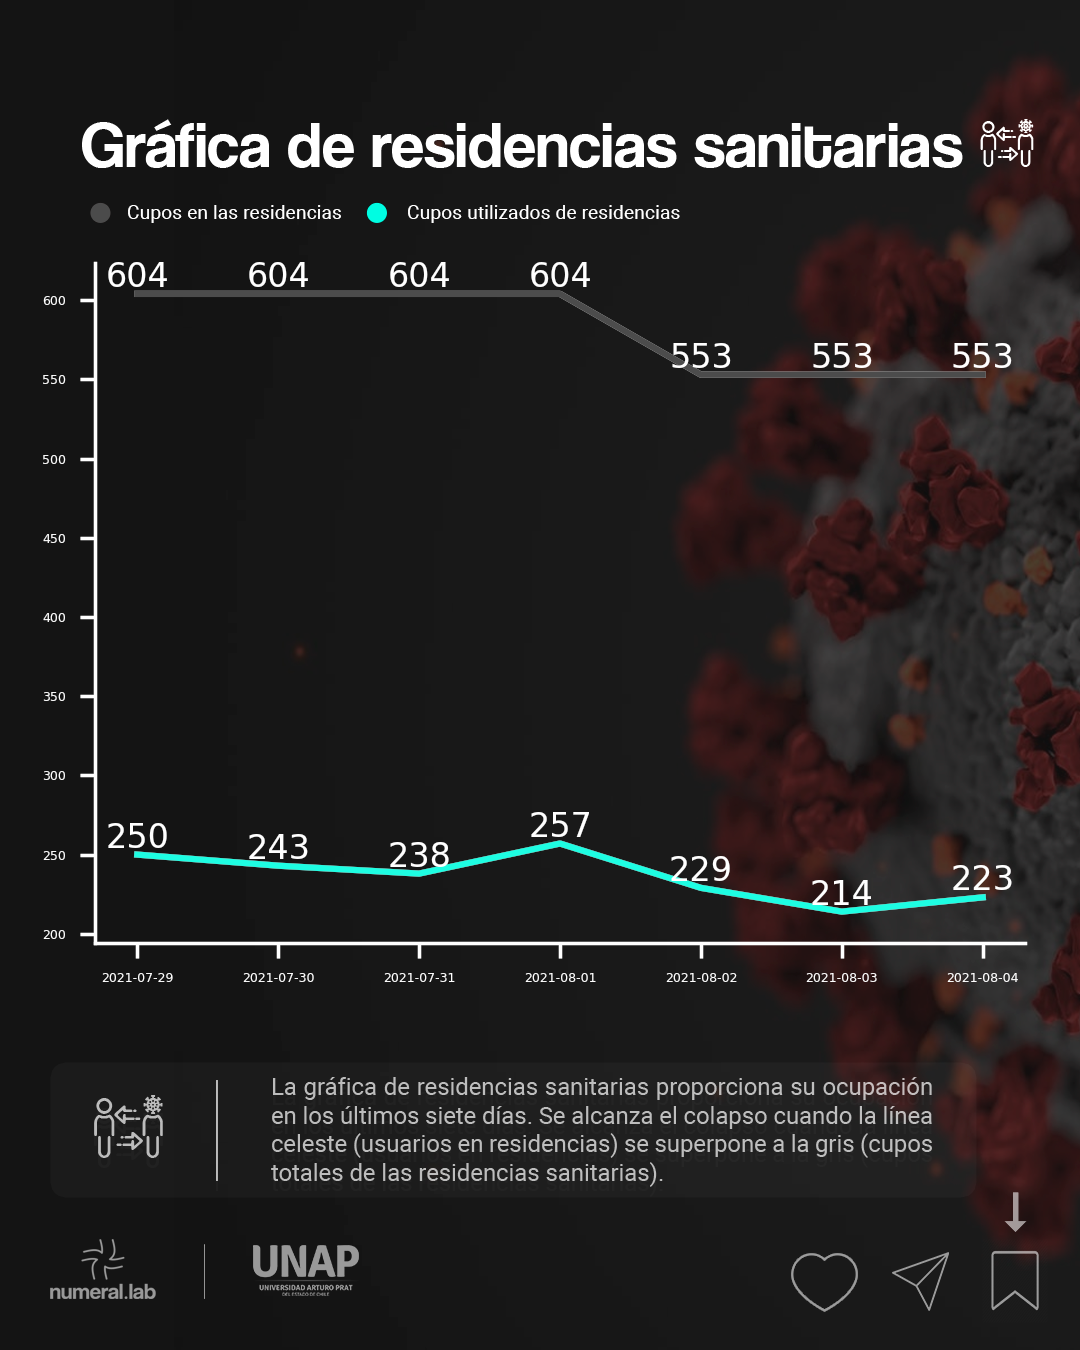 Gráfica de residencias sanitarias
Cupos en las residencias Cupos utilizados de residencias
604 604 604 604
600
553 553 553
550
500
450
400
350
300
250 243 238 257 229 214 223
250
200
2021-07-29 2021-07-30 2021-07-31 2021-08-01 2021-08-02 2021-08-03 2021-08-04
La gráfica de residencias sanitarias proporciona su ocupación
en los últimos siete días. Se alcanza el colapso cuando la línea
celeste (usuarios en residencias) se superpone a la gris (cupos
totales de las residencias sanitarias).
numeral.lab
UNAP
UNIVERSIDAD ARTURO PRAT
DEL ESTADO DE CHILE